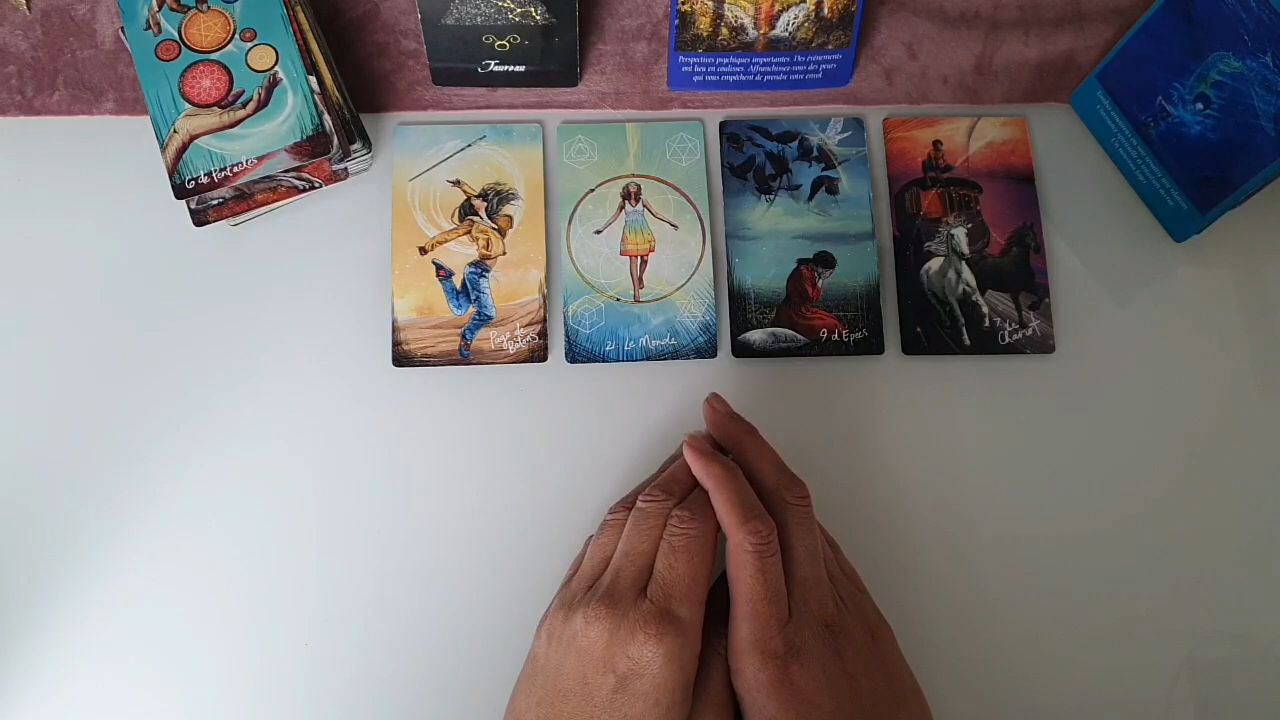 Taureau
Perspectives psychiques importantes. Des événements
ont lieu en coulisses. Affranchissez-vous des peurs
qui vous empêchent de prendre votre envol.
6 de Pentacles
Page de
Batons
21. Le Monde
9 d'Epées
7. Le
Chariot